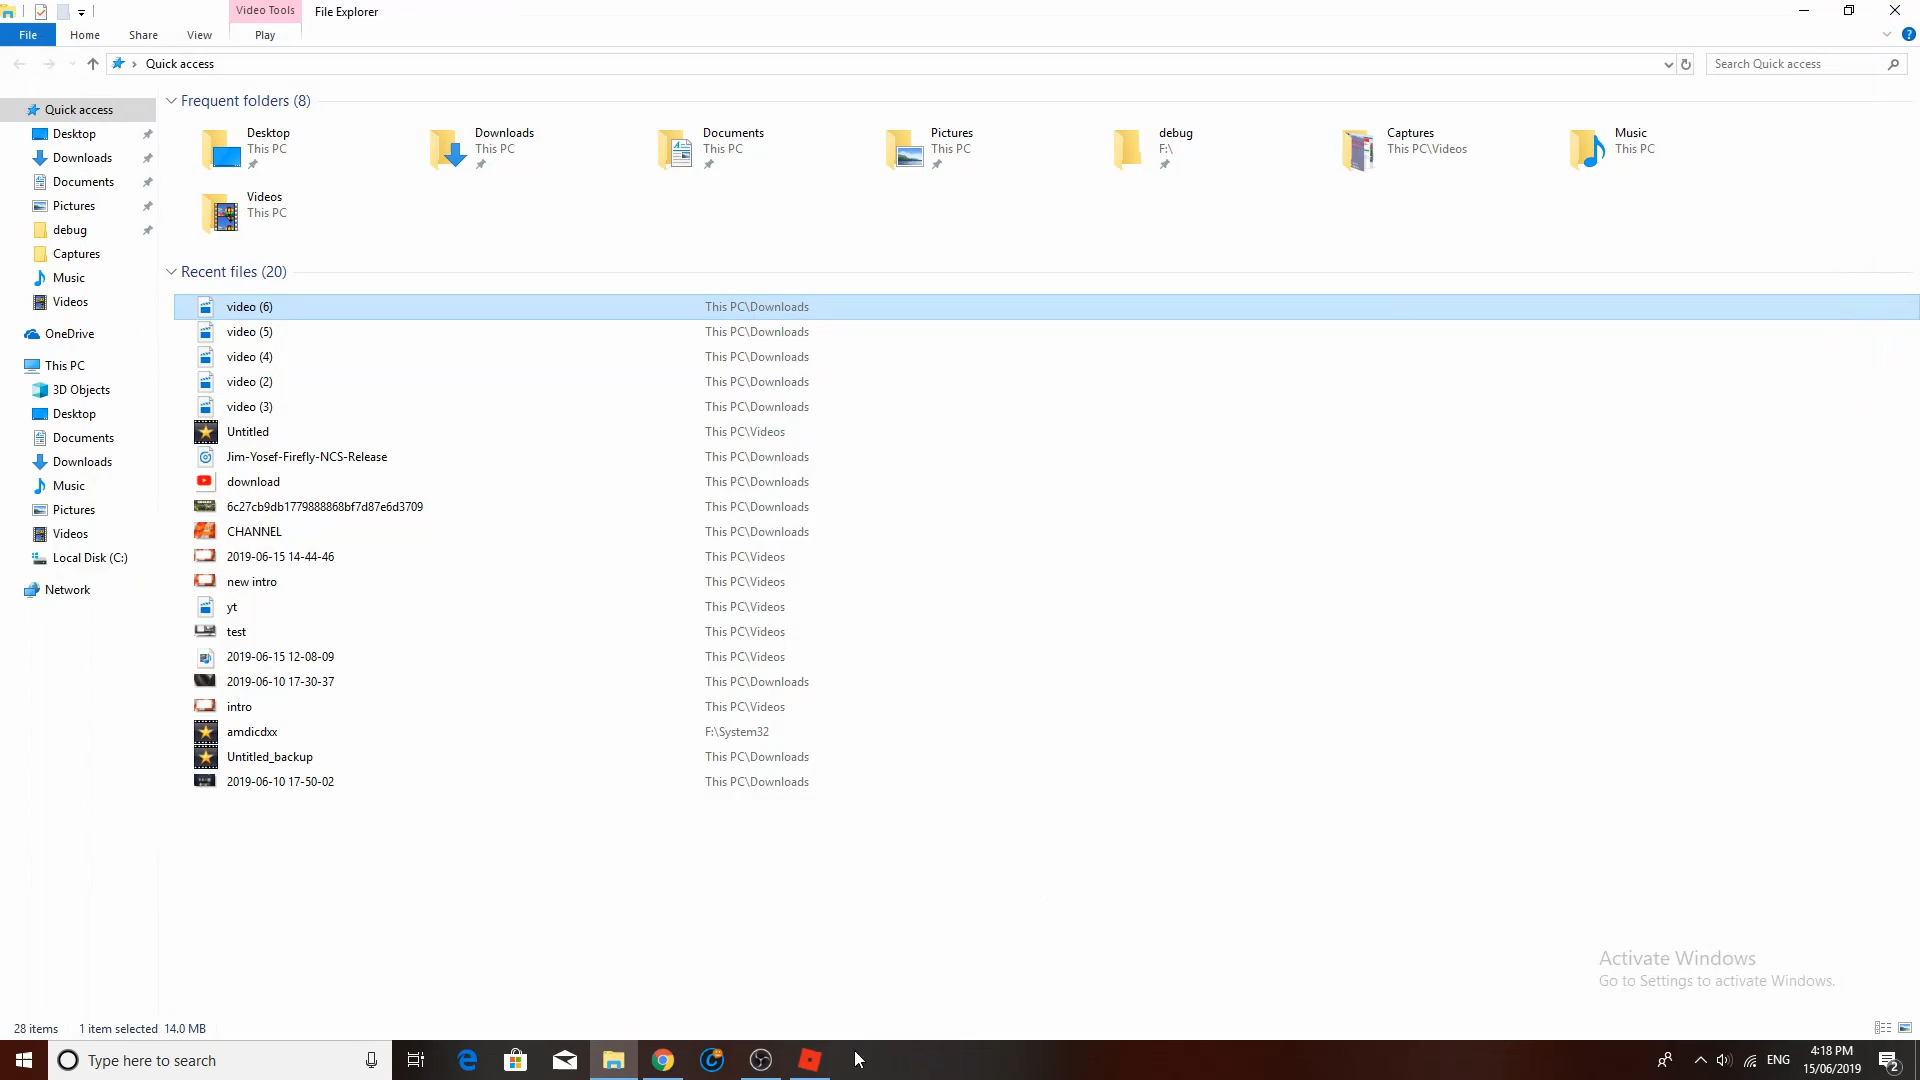 Video Tools
File Explorer
File
Home
Share
View
Play
Quick access
Search Quick access
Quick access
Desktop
Downloads
Documents
Pictures
debug
Captures
Music
Videos
OneDrive
This PC
3D Objects
Desktop
Documents
Downloads
Music
Pictures
Videos
Local Disk (C:)
Network
Frequent folders (8)
Desktop
This PC
Downloads
This PC
Documents
This PC
Pictures
This PC
debug
F:\
Captures
This PC\Videos
Music
This PC
Videos
This PC
Recent files (20)
video (6) This PC\Downloads
video (5) This PC\Downloads
video (4) This PC\Downloads
video (2) This PC\Downloads
video (3) This PC\Downloads
Untitled This PC\Videos
Jim-Yosef-Firefly-NCS-Release This PC\Downloads
download This PC\Downloads
6c27cb9db1779888868bf7d87e6d3709 This PC\Downloads
CHANNEL This PC\Downloads
2019-06-15 14-44-46 This PC\Videos
new intro This PC\Videos
yt This PC\Videos
test This PC\Videos
2019-06-15 12-08-09 This PC\Videos
2019-06-10 17-30-37 This PC\Downloads
intro This PC\Videos
amdicdxx F:\System32
Untitled_backup This PC\Downloads
2019-06-10 17-50-02 This PC\Downloads
Activate Windows
Go to Settings to activate Windows.
28 items 1 item selected 14.0 MB
Type here to search
ENG
4:18 PM
15/06/2019
2